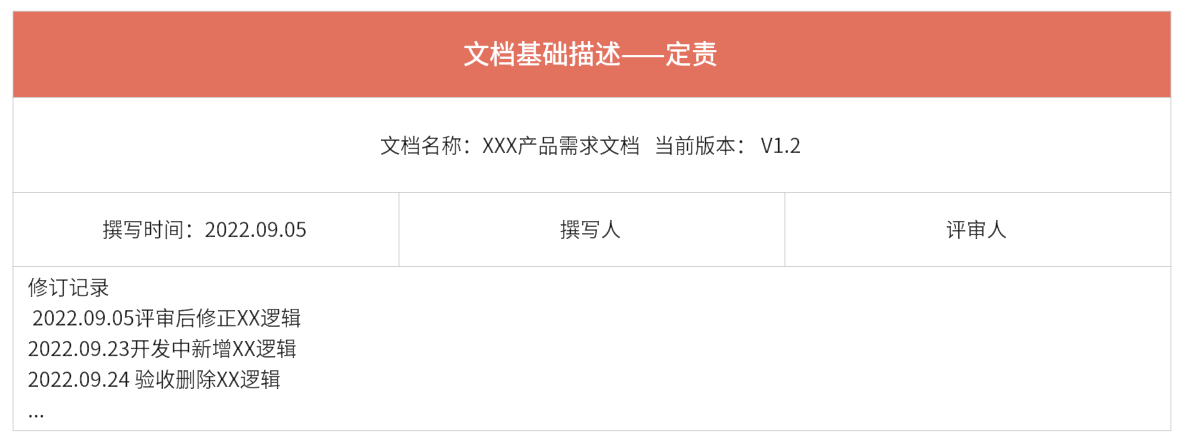 文档基础描述——定责
文档名称：XXX产品需求文档 当前版本： V1.2
撰写时间：2022.09.05
撰写人
评审人
修订记录
2022.09.05评审后修正XX逻辑
2022.09.23开发中新增XX逻辑
2022.09.24 验收删除XX逻辑
...